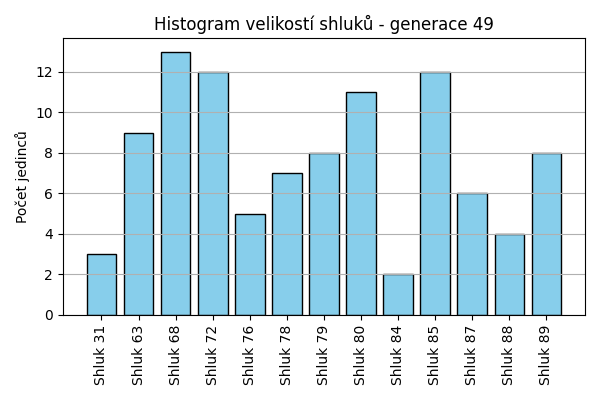 Histogram velikostí shluků - generace 49
Počet jedinců
12
10
8
6
4
2
0
Shluk 31
Shluk 63
Shluk 68
Shluk 72
Shluk 76
Shluk 78
Shluk 79
Shluk 80
Shluk 84
Shluk 85
Shluk 87
Shluk 88
Shluk 89